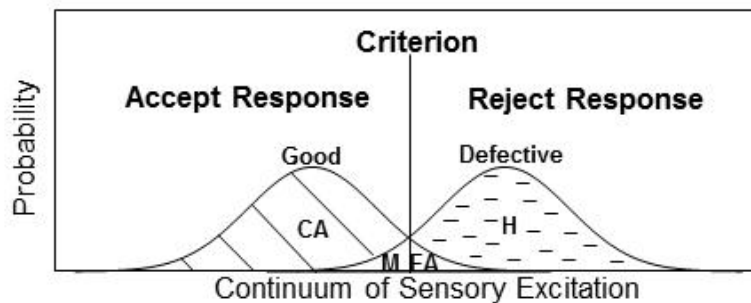 Criterion
Accept Response
Reject Response
Probability
Good
Defective
CA
H
M FA
Continuum of Sensory Excitation